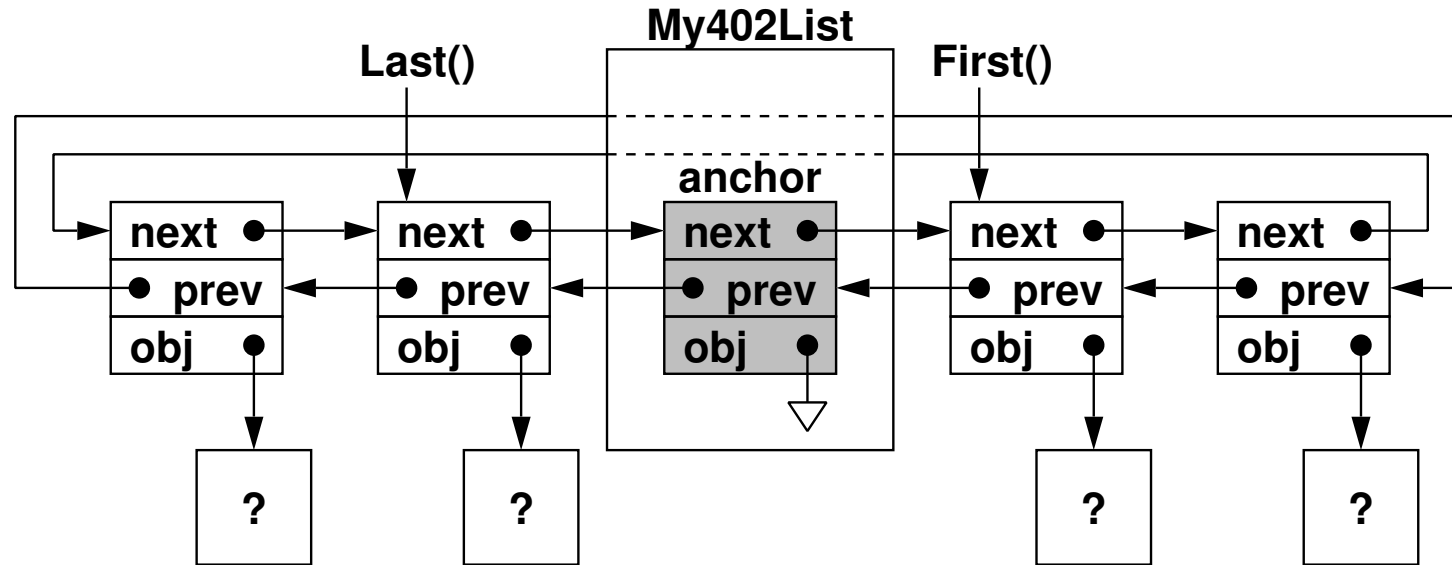 My402List
Last() First()
anchor
next next next next next
prev prev prev prev prev
obj obj obj obj obj
? ? ? ?